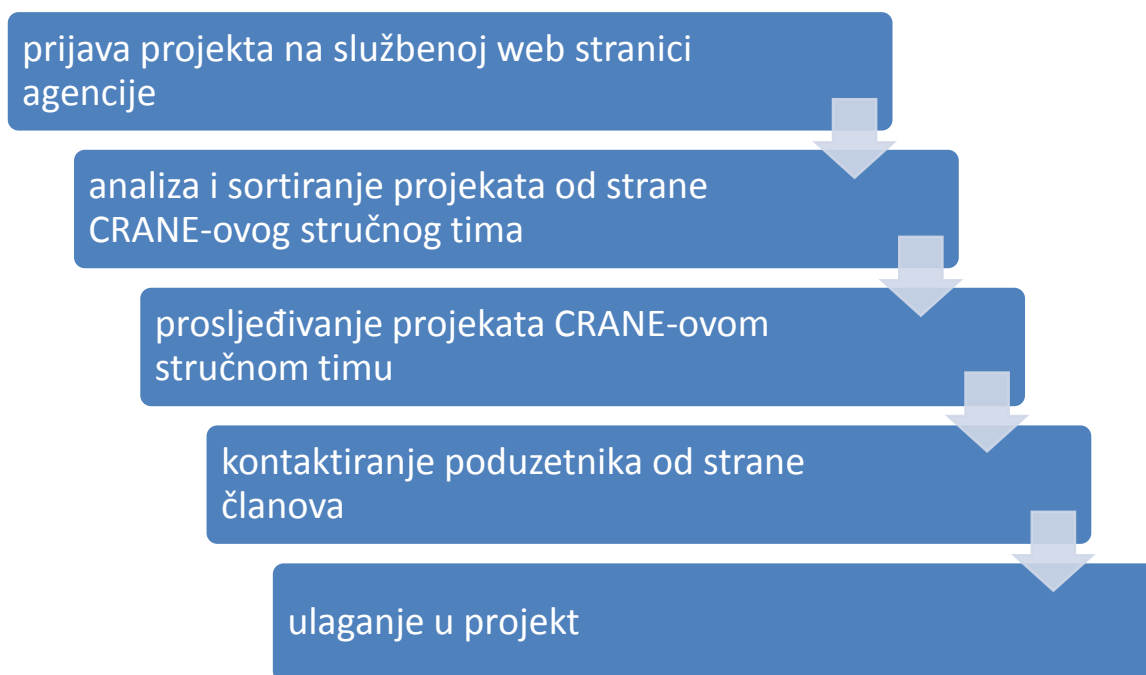 prijava projekta na službenoj web stranici
agencije
analiza i sortiranje projekata od strane
CRANE-ovog stručnog tima
prosljeđivanje projekata CRANE-ovom
stručnom timu
kontaktiranje poduzetnika od strane
članova
ulaganje u projekt